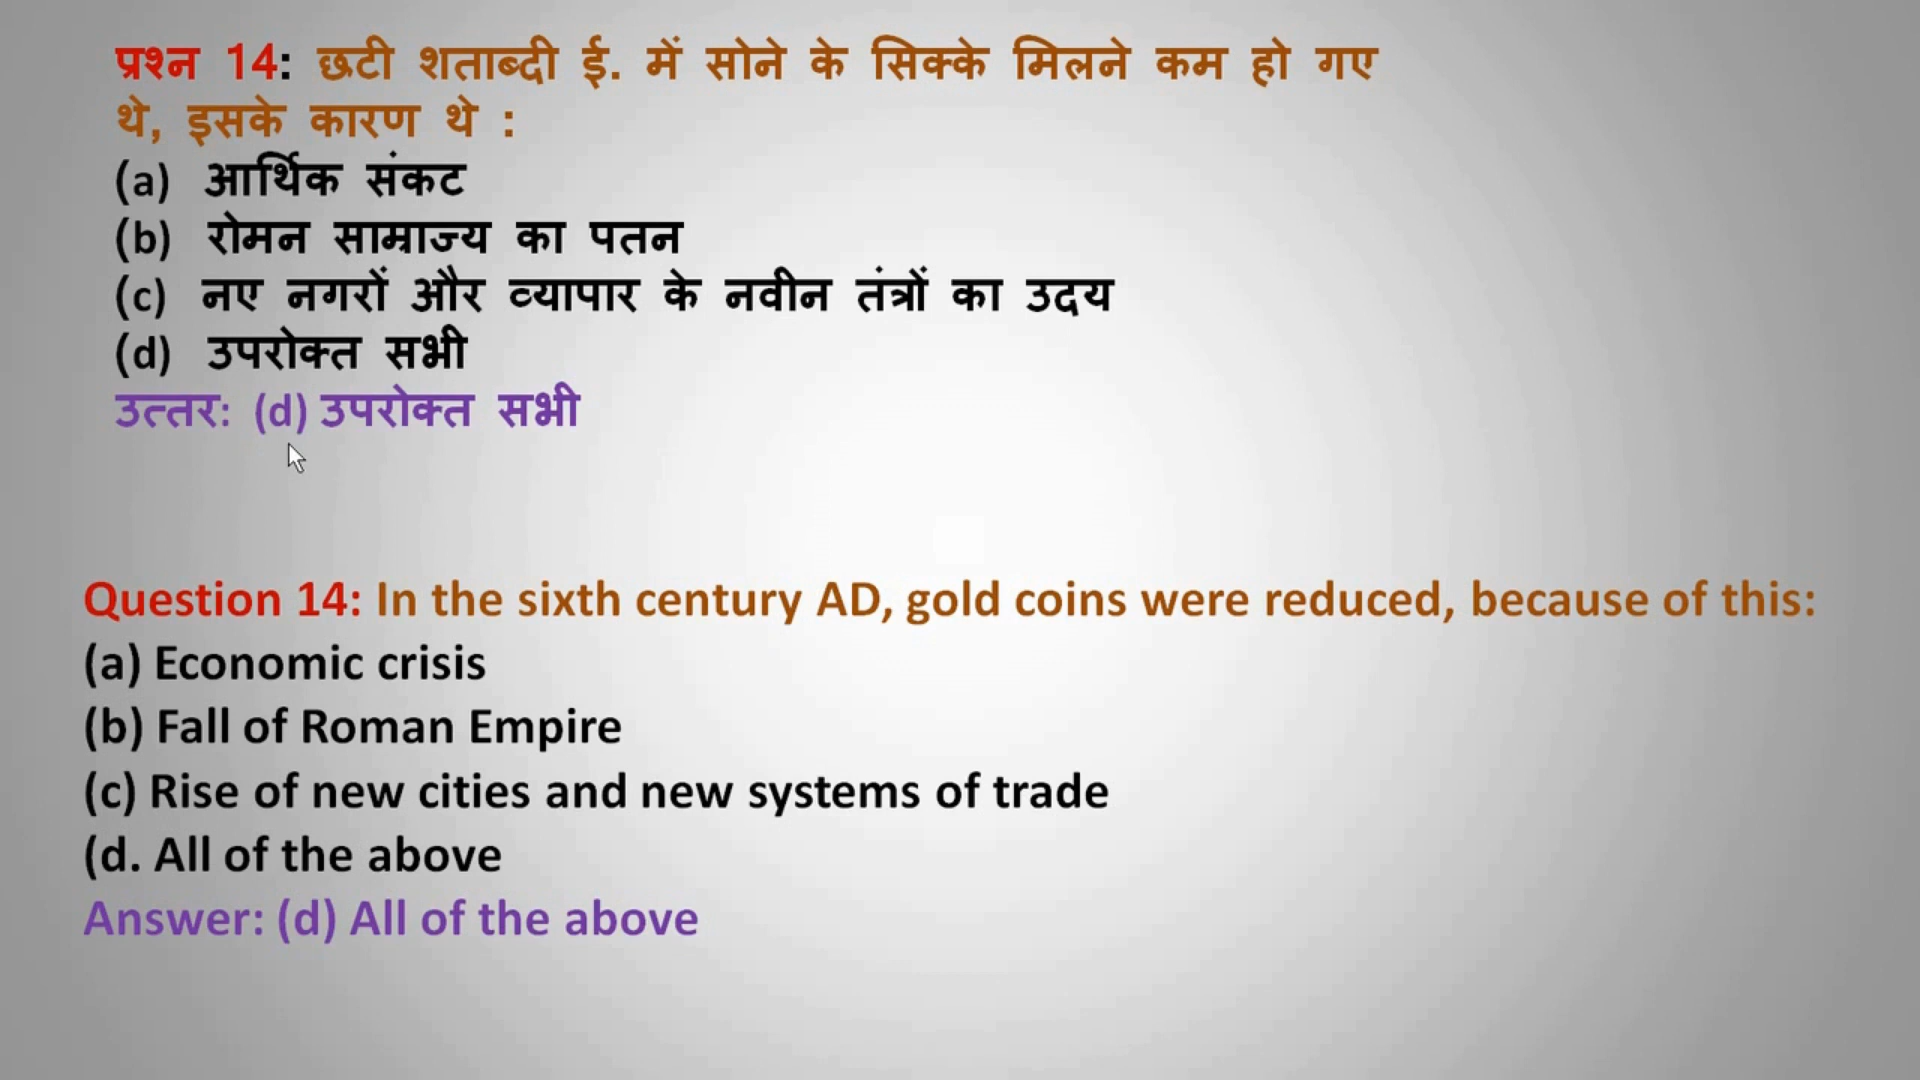 प्रश्न 14: छटी शताब्दी ई. में सोने के सिक्के मिलने कम हो गए
थे, इसके कारण थे :
(a) आर्थिक संकट
(b) रोमन साम्राज्य का पतन
(c) नए नगरों और व्यापार के नवीन तंत्रों का उदय
(d) उपरोक्त सभी
उत्तर: (d) उपरोक्त सभी
Question 14: In the sixth century AD, gold coins were reduced, because of this:
(a) Economic crisis
(b) Fall of Roman Empire
(c) Rise of new cities and new systems of trade
(d. All of the above
Answer: (d) All of the above